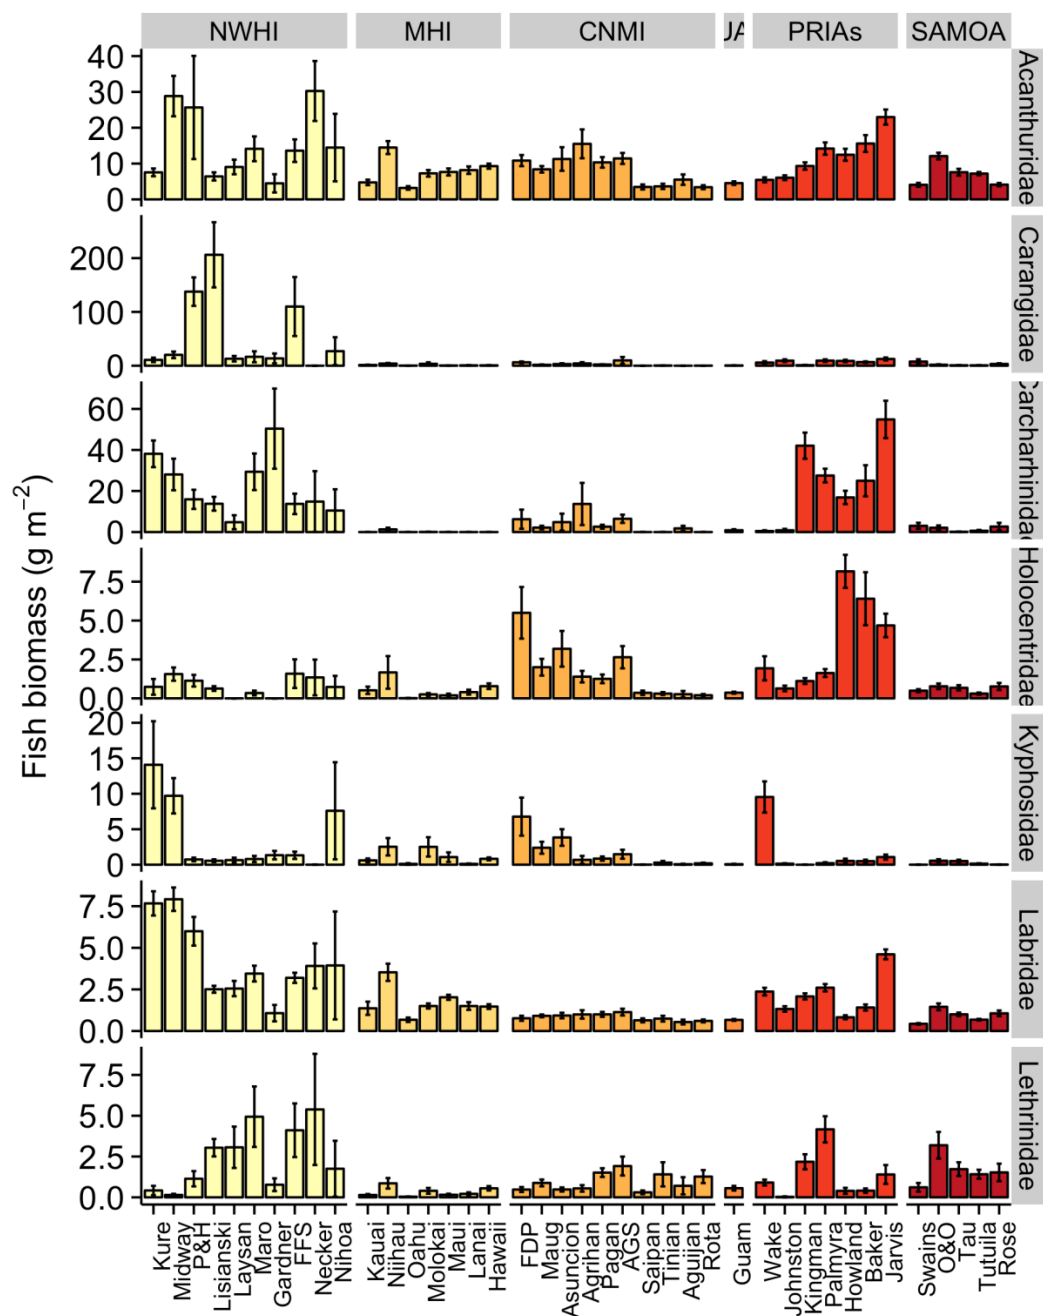 NWHI MHI CNMI PRIAs SAMOA
Fish biomass (g m⁻²)
40
30
20
10
0
Acanthuridae
200
100
0
Carangidae
60
40
20
0
Carcharhinidae
7.5
5.0
2.5
0.0
Holocentridae
20
15
10
5
0
Kyphosidae
7.5
5.0
2.5
0.0
Labridae
7.5
5.0
2.5
0.0
Lethrinidae
Kure
Midway
P&H
Lisianski
Laysan
Maro
Gardner
FFS
Necker
Nihoa
Kauai
Niihau
Oahu
Molokai
Maui
Lanai
Hawaii
FDP
Maug
Asuncion
Agrihan
Pagan
AGS
Saipan
Tinian
Aguijan
Rota
Guam
Wake
Johnston
Kingman
Palmyra
Howland
Baker
Jarvis
Swains
O&O
Tau
Tutuila
Rose